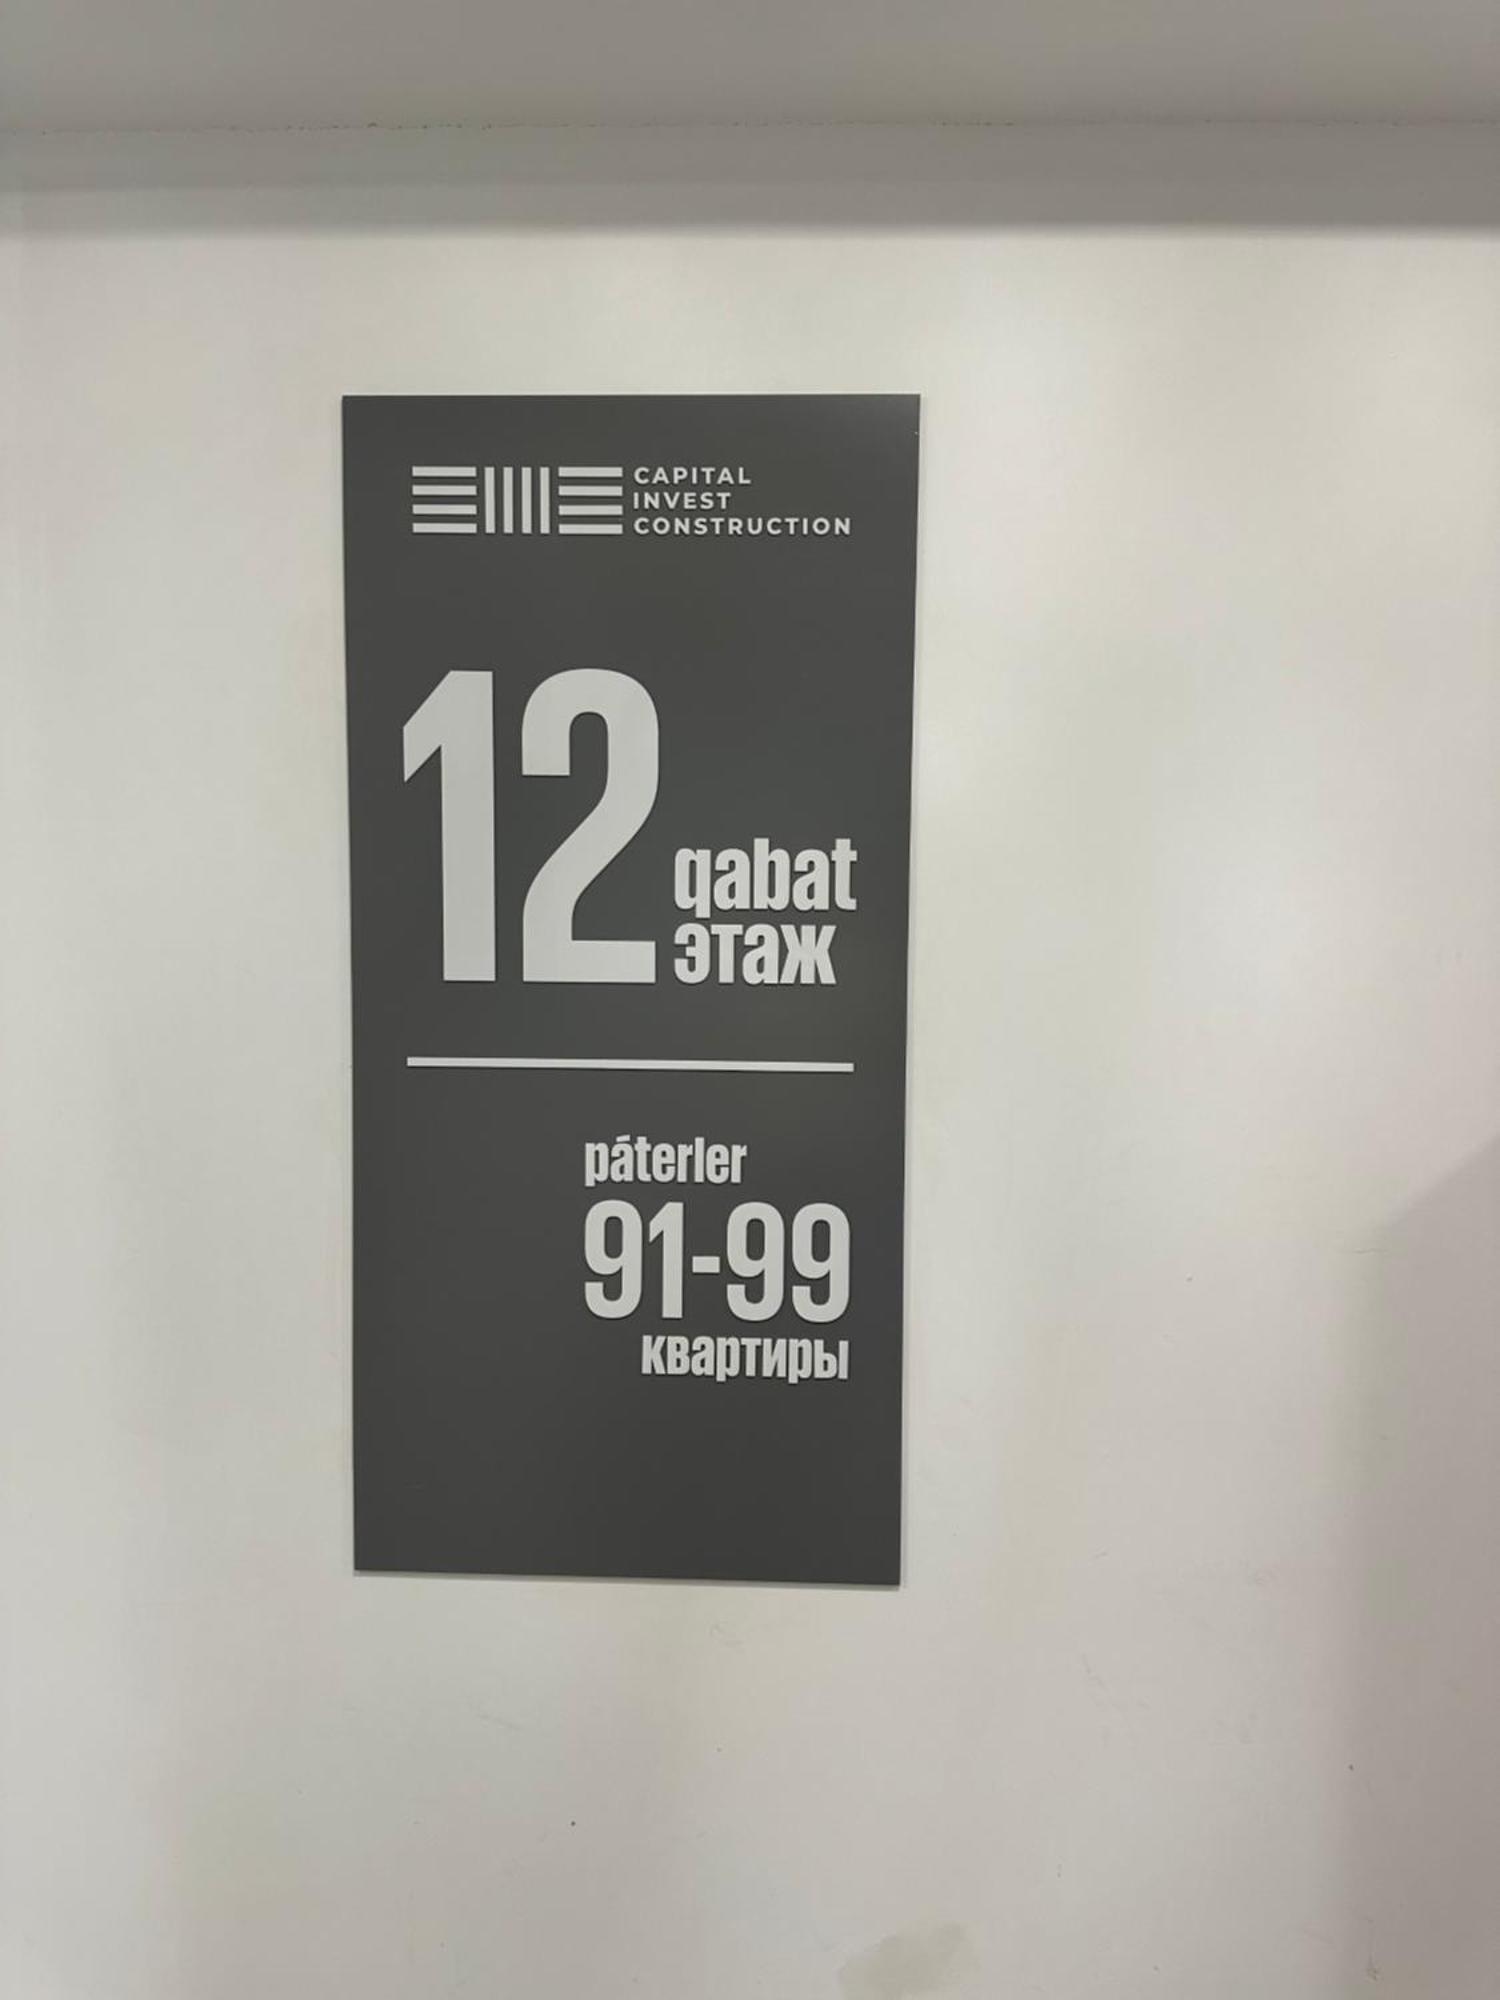 CAPITAL
INVEST
CONSTRUCTION
12
qabat
этаж
páterler
91-99
квартиры